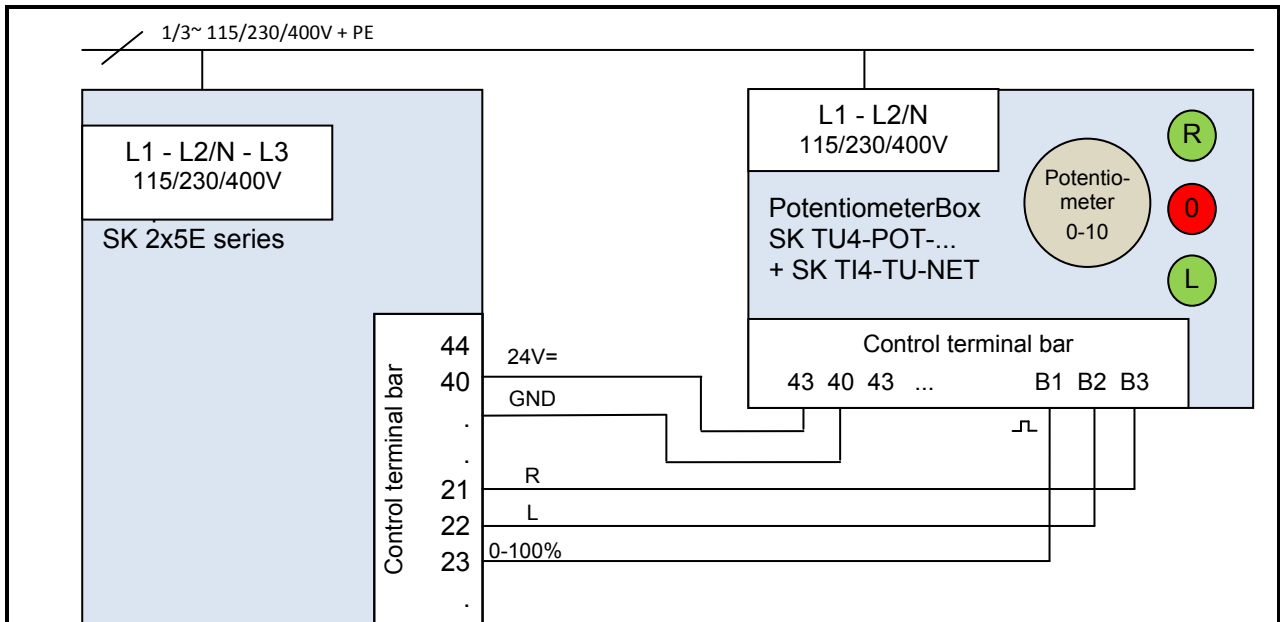 1/3~ 115/230/400V + PE
L1 - L2/N - L3
115/230/400V
SK 2x5E series
Control terminal bar
44
40
.
.
21
22
23
.
24V=
GND
R
L
0-100%
L1 - L2/N
115/230/400V
PotentiometerBox
SK TU4-POT-...
+ SK TI4-TU-NET
Potentio-
meter
0-10
R
0
L
Control terminal bar
43 40 43 ... B1 B2 B3